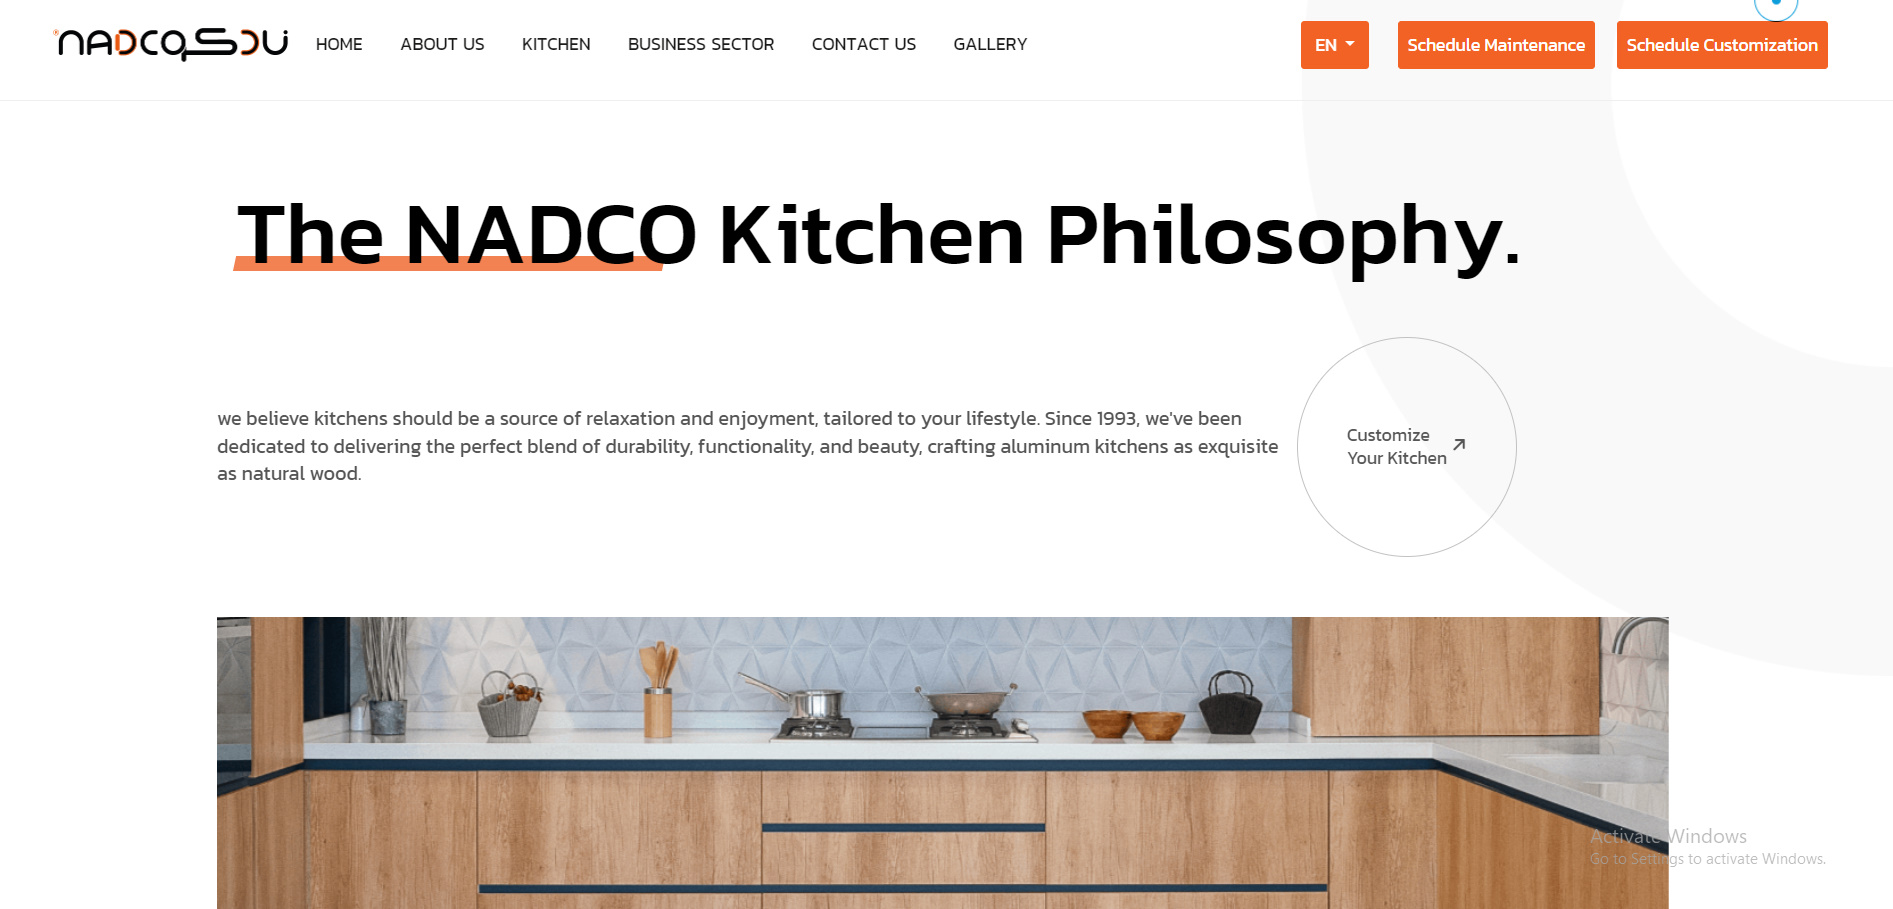 NADCOSDU
HOME
ABOUT US
KITCHEN
BUSINESS SECTOR
CONTACT US
GALLERY
EN
Schedule Maintenance
Schedule Customization
The NADCO Kitchen Philosophy.
we believe kitchens should be a source of relaxation and enjoyment, tailored to your lifestyle. Since 1993, we've been
dedicated to delivering the perfect blend of durability, functionality, and beauty, crafting aluminum kitchens as exquisite
as natural wood.
Customize
Your Kitchen
Activate Windows
Go to Settings to activate Windows.